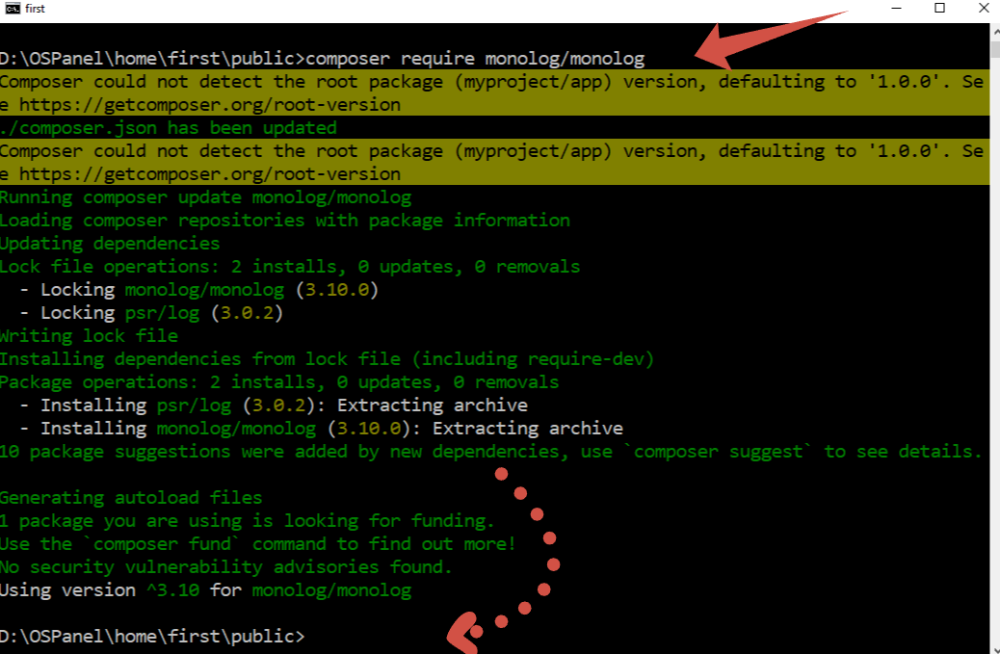 first
D:\OSPanel\home\first\public>composer require monolog/monolog
Composer could not detect the root package (myproject/app) version, defaulting to '1.0.0'. Se
e https://getcomposer.org/root-version
./composer.json has been updated
Composer could not detect the root package (myproject/app) version, defaulting to '1.0.0'. Se
e https://getcomposer.org/root-version
Running composer update monolog/monolog
Loading composer repositories with package information
Updating dependencies
Lock file operations: 2 installs, 0 updates, 0 removals
  - Locking monolog/monolog (3.10.0)
  - Locking psr/log (3.0.2)
Writing lock file
Installing dependencies from lock file (including require-dev)
Package operations: 2 installs, 0 updates, 0 removals
  - Installing psr/log (3.0.2): Extracting archive
  - Installing monolog/monolog (3.10.0): Extracting archive
10 package suggestions were added by new dependencies, use `composer suggest` to see details.
Generating autoload files
1 package you are using is looking for funding.
Use the `composer fund` command to find out more!
No security vulnerability advisories found.
Using version ^3.10 for monolog/monolog
D:\OSPanel\home\first\public>